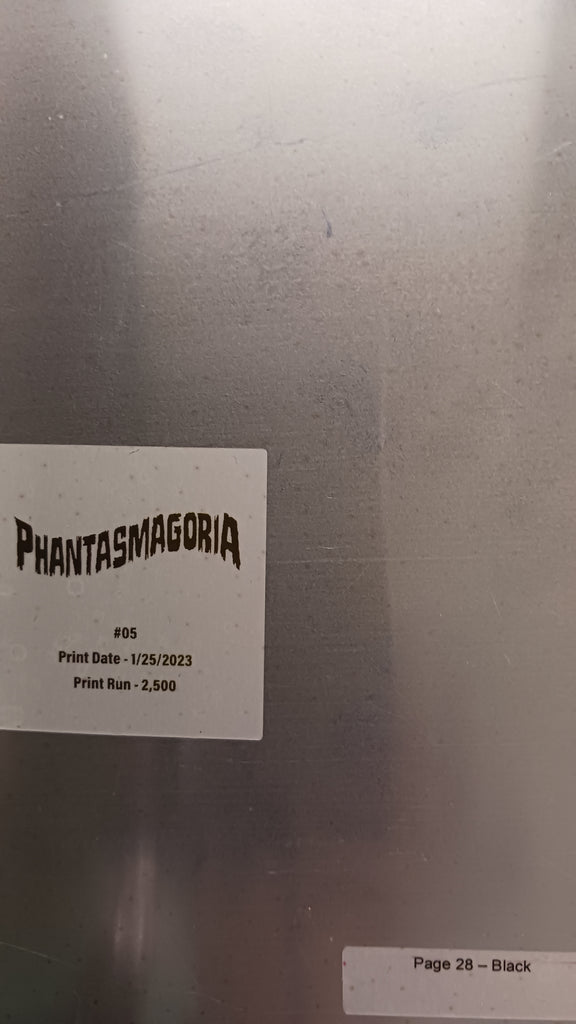 PHANTASMAGORIA
#05
Print Date - 1/25/2023
Print Run - 2,500
Page 28 – Black